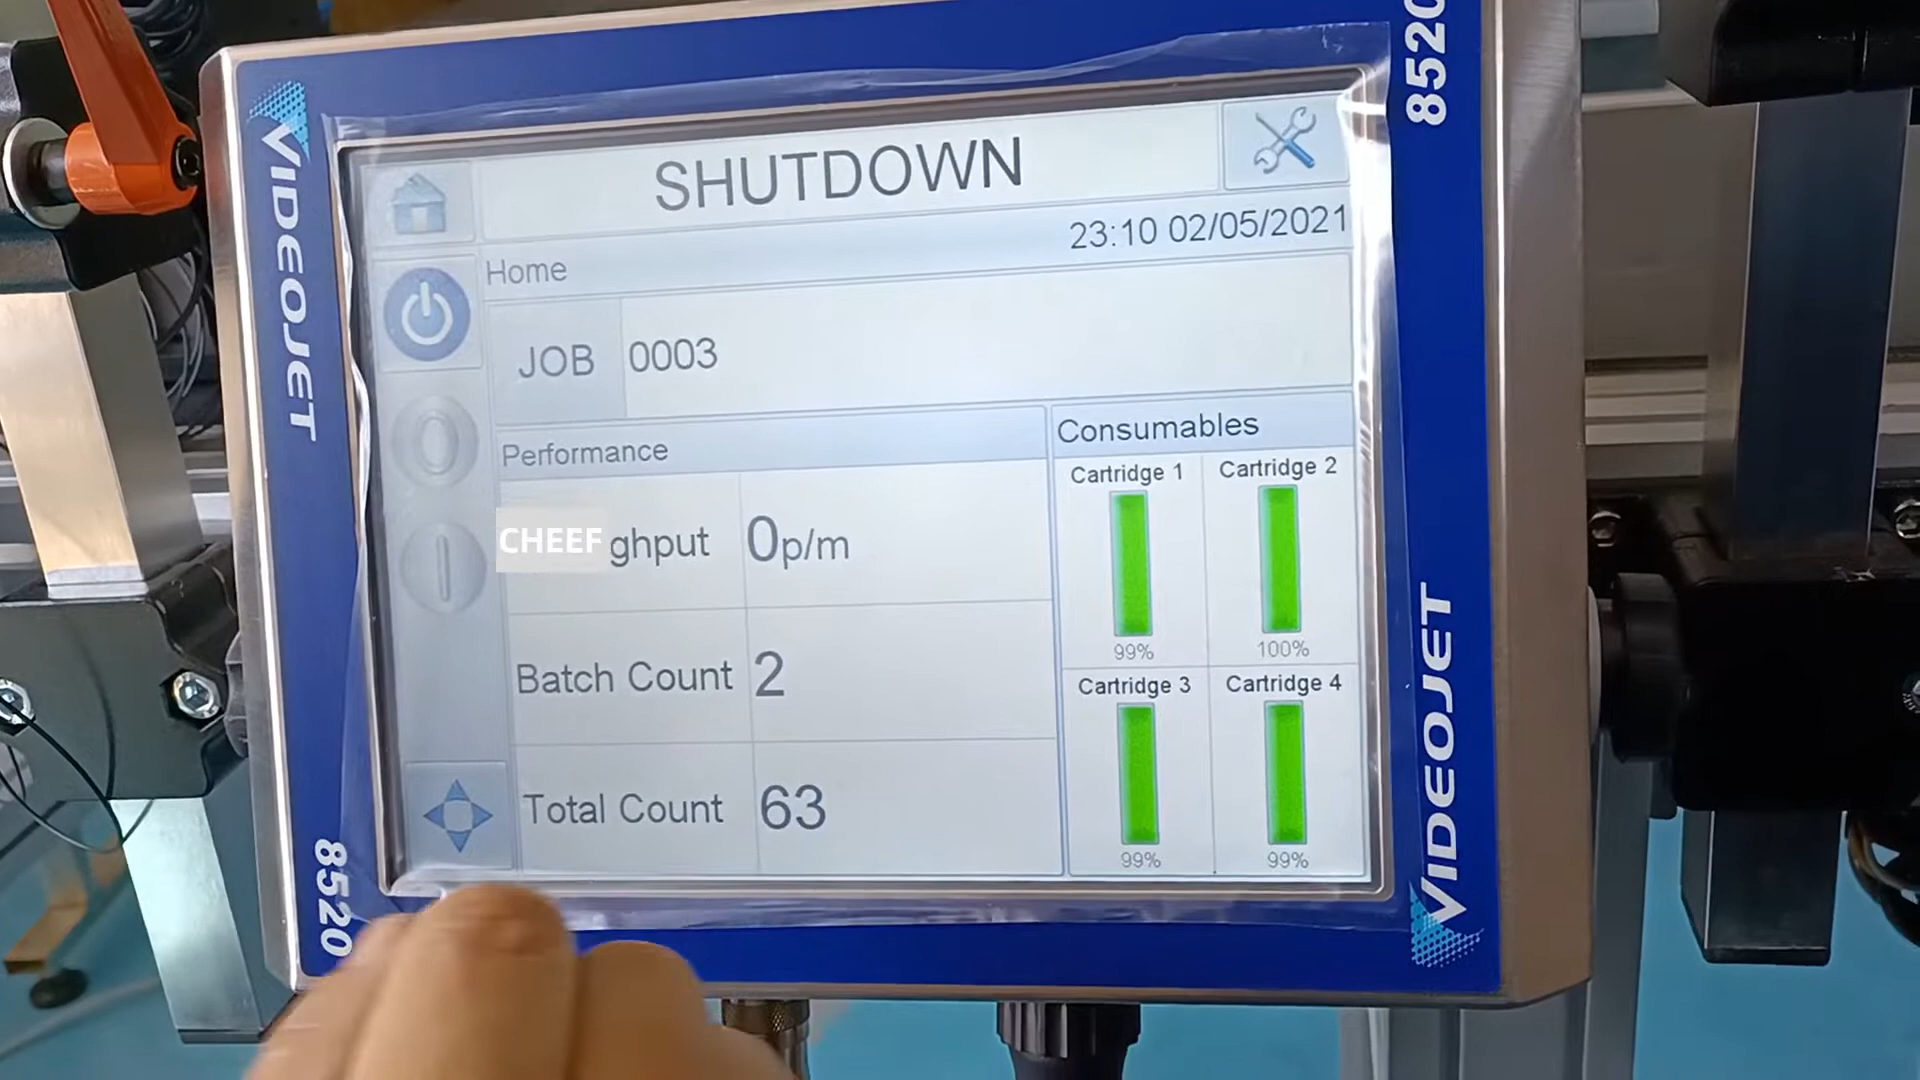 VIDEOJET
8520
SHUTDOWN
23:10 02/05/2021
Home
JOB 0003
Performance
CHEEF ghput 0p/m
Batch Count 2
Total Count 63
Consumables
Cartridge 1 Cartridge 2
99% 100%
Cartridge 3 Cartridge 4
99% 99%
8520
VIDEOJET